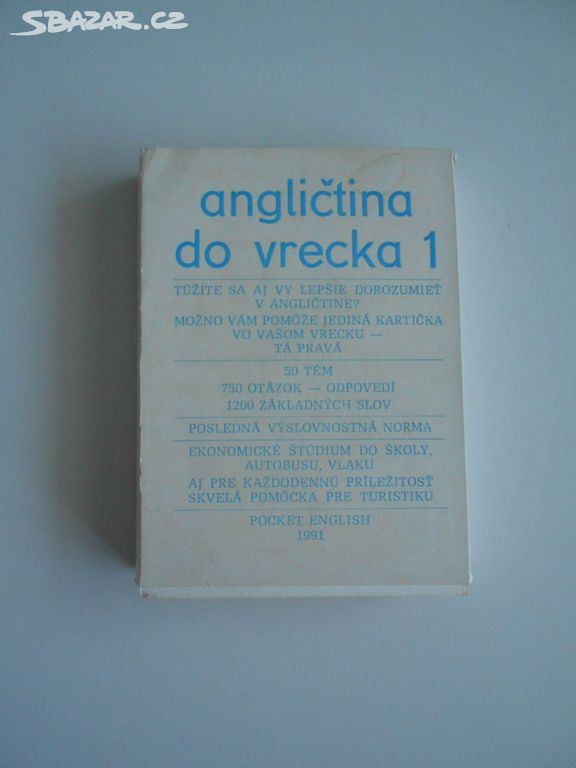 SBAZAR.CZ
angličtina
do vrecka 1
TÚŽITE SA AJ VY LEPŠIE DOROZUMIEŤ
V ANGLIČTINE?
MOŽNO VÁM POMÔŽE JEDINÁ KARTIČKA
VO VAŠOM VRECKU —
TÁ PRAVÁ
50 TÉM
750 OTÁZOK — ODPOVEDÍ
1200 ZÁKLADNÝCH SLOV
POSLEDNÁ VÝSLOVNOSTNÁ NORMA
EKONOMICKÉ ŠTÚDIUM DO ŠKOLY,
AUTOBUSU, VLAKU
AJ PRE KAŽDODENNÚ PRÍLEŽITOSŤ
SKVELÁ POMÔCKA PRE TURISTIKU
POCKET ENGLISH
1991